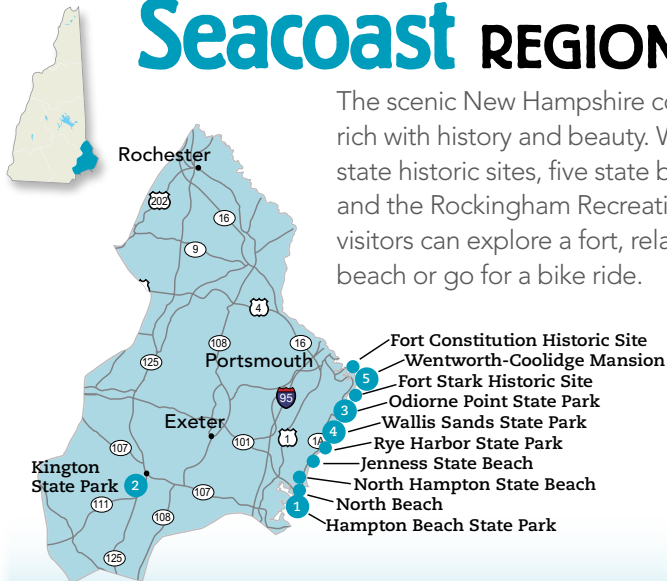 Seacoast REGION
The scenic New Hampshire co
rich with history and beauty. W
state historic sites, five state b
and the Rockingham Recreati
visitors can explore a fort, rela
beach or go for a bike ride.
Rochester
202
16
9
4
108
16
125
Portsmouth
95
Exeter
101
1
1A
107
Kington
State Park
2
111
107
108
125
Fort Constitution Historic Site
5
Wentworth-Coolidge Mansion
Fort Stark Historic Site
3
Odiorne Point State Park
4
Wallis Sands State Park
Rye Harbor State Park
Jenness State Beach
North Hampton State Beach
North Beach
1
Hampton Beach State Park